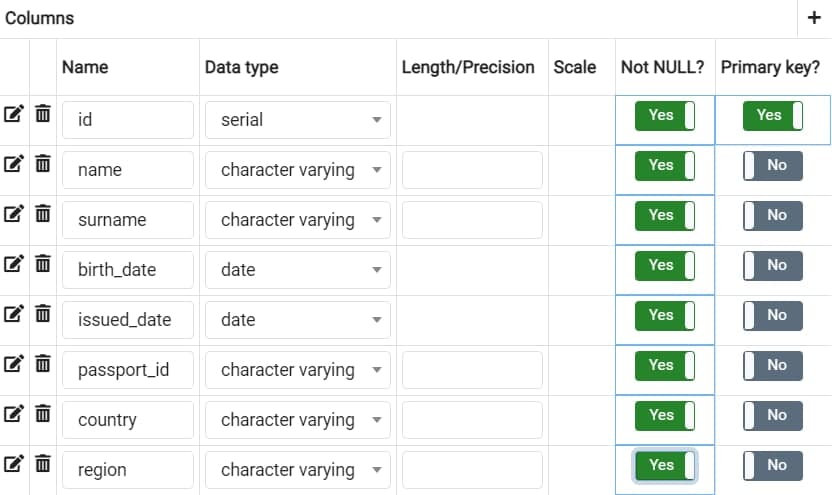 Columns +
Name Data type Length/Precision Scale Not NULL? Primary key?
id serial Yes Yes
name character varying Yes No
surname character varying Yes No
birth_date date Yes No
issued_date date Yes No
passport_id character varying Yes No
country character varying Yes No
region character varying Yes No